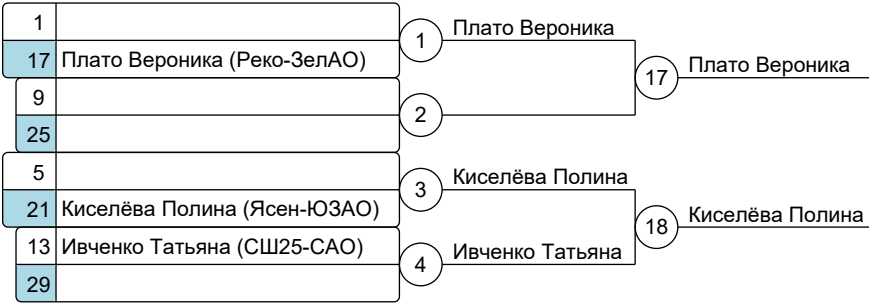 1
1
Плато Вероника
17 Плато Вероника (Реко-ЗелАО)
17
Плато Вероника
9
2
25
5
3
Киселёва Полина
21 Киселёва Полина (Ясен-ЮЗАО)
18
Киселёва Полина
13 Ивченко Татьяна (СШ25-САО)
4
Ивченко Татьяна
29